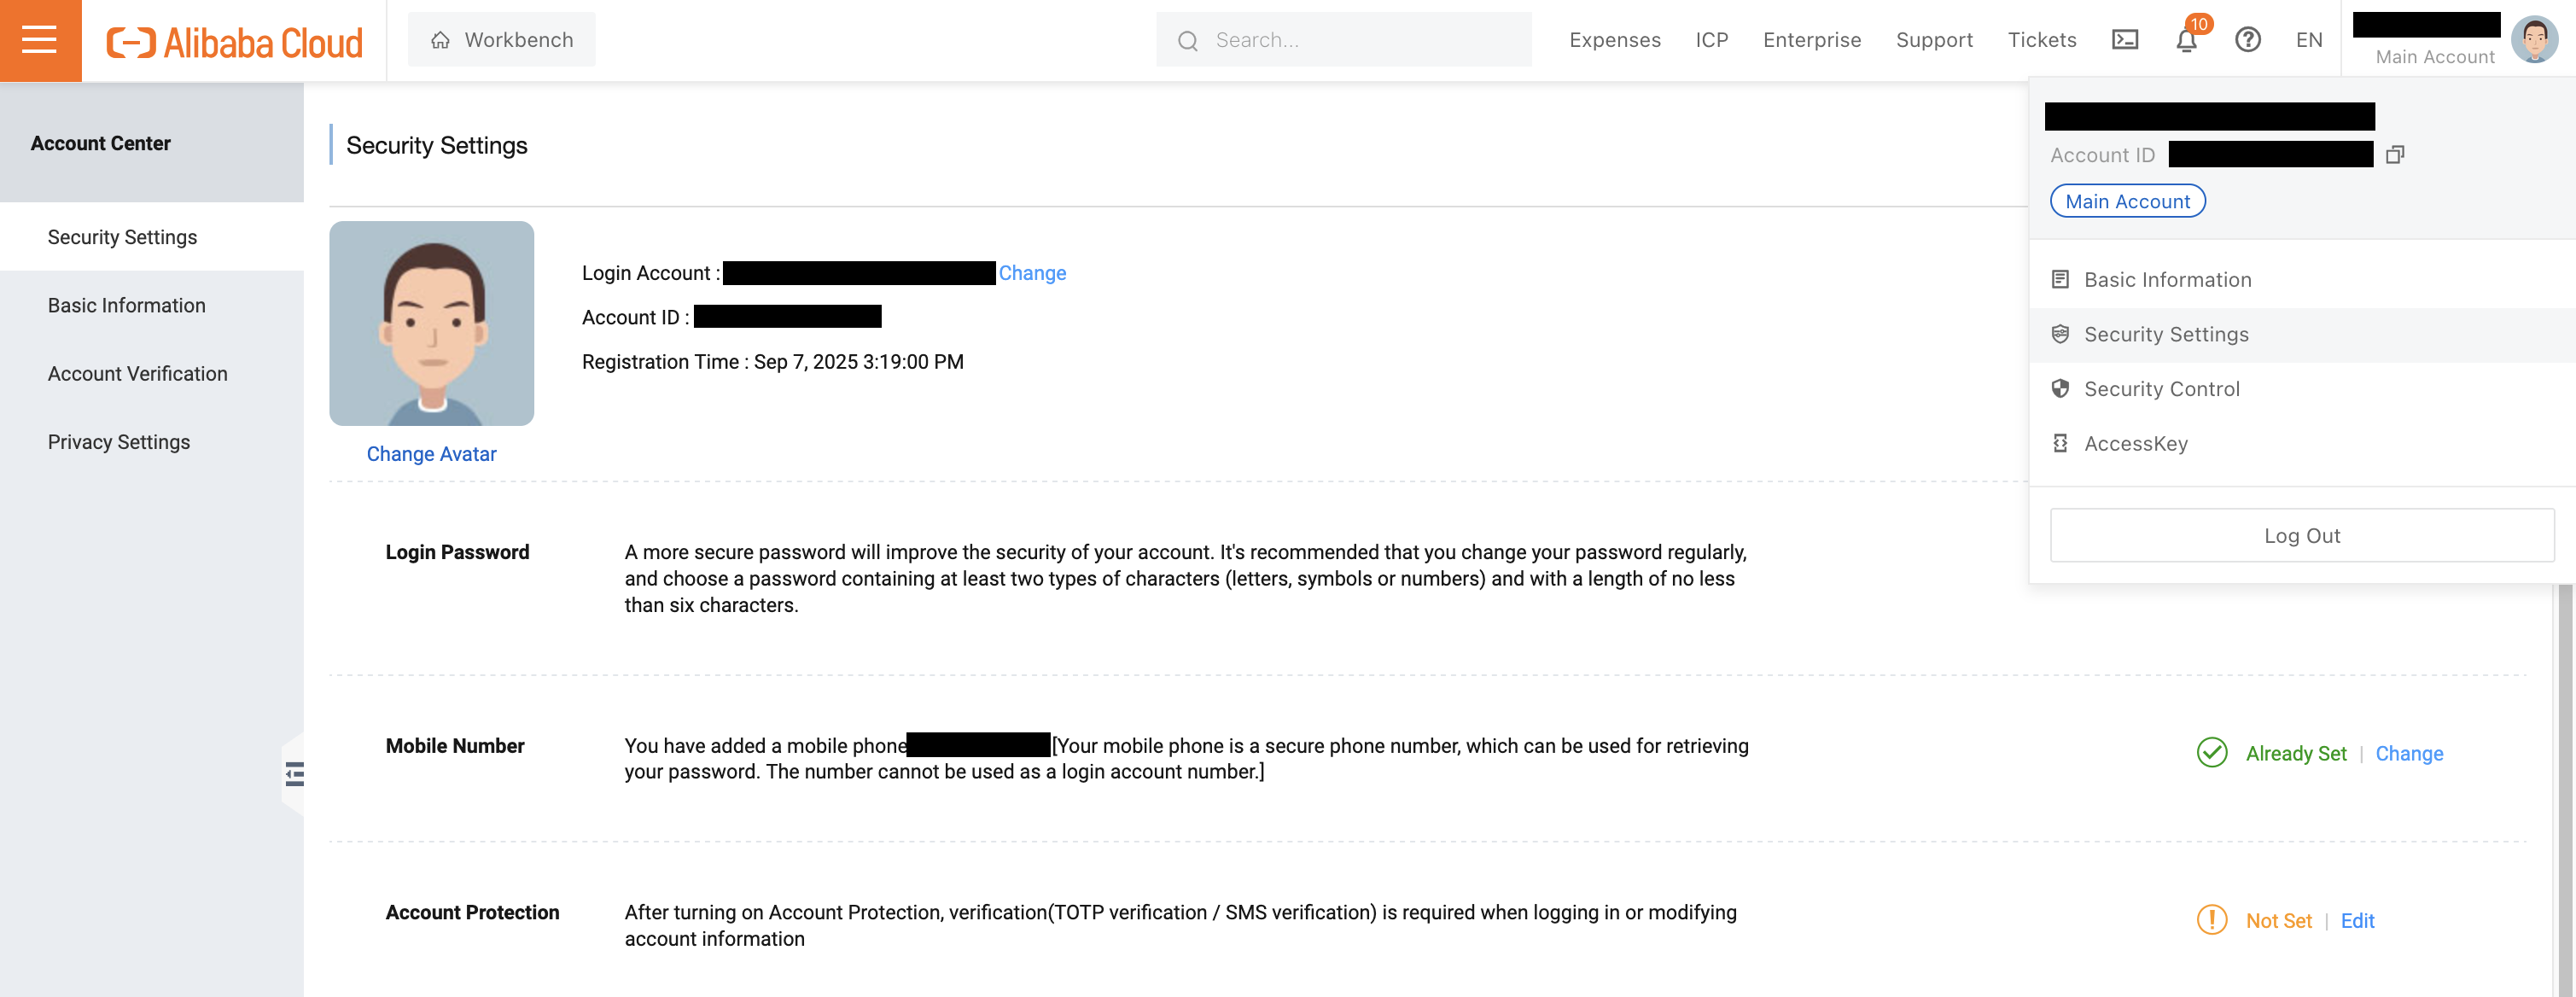 Alibaba Cloud
Workbench
Search...
Expenses
ICP
Enterprise
Support
Tickets
10
EN
Main Account
Account Center
Security Settings
Basic Information
Account Verification
Privacy Settings
Security Settings
Change Avatar
Login Account : Change
Account ID :
Registration Time : Sep 7, 2025 3:19:00 PM
Login Password
A more secure password will improve the security of your account. It's recommended that you change your password regularly,
and choose a password containing at least two types of characters (letters, symbols or numbers) and with a length of no less
than six characters.
Mobile Number
You have added a mobile phone [Your mobile phone is a secure phone number, which can be used for retrieving
your password. The number cannot be used as a login account number.]
Already Set | Change
Account Protection
After turning on Account Protection, verification(TOTP verification / SMS verification) is required when logging in or modifying
account information
Not Set | Edit
Account ID
Main Account
Basic Information
Security Settings
Security Control
AccessKey
Log Out